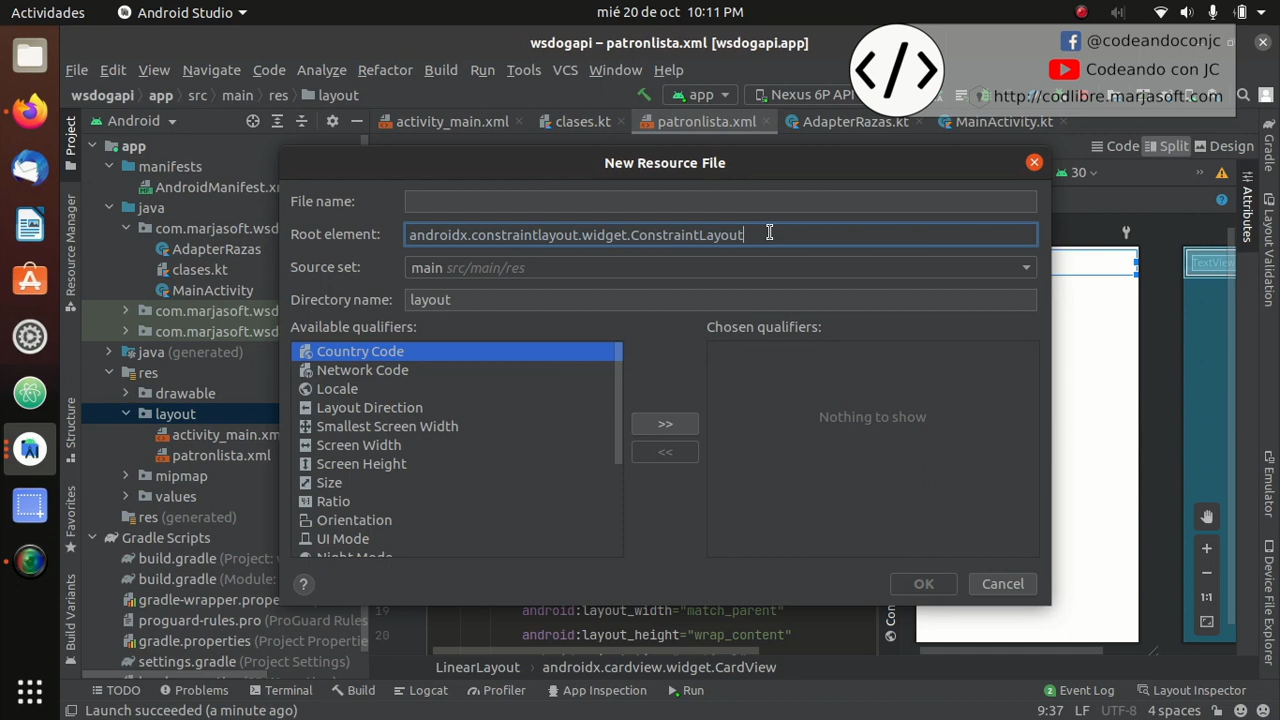 Actividades
Android Studio
mié 20 de oct 10:11 PM
wsdogapi – patronlista.xml [wsdogapi.app]
@codeandoconjc
Codeando con JC
http://codlibre.marjasoft.com
File Edit View Navigate Code Analyze Refactor Build Run Tools VCS Window Help
wsdogapi app src main res layout
app
Nexus 6P API
Android
activity_main.xml clases.kt patronlista.xml AdapterRazas.kt MainActivity.kt
Code Split Design
30
Project
Resource Manager
Structure
Favorites
Build Variants
app
manifests
AndroidManifest.xm
java
com.marjasoft.wsd
AdapterRazas
clases.kt
MainActivity
com.marjasoft.wsd
com.marjasoft.wsd
java (generated)
res
drawable
layout
activity_main.xm
patronlista.xml
mipmap
values
res (generated)
Gradle Scripts
build.gradle (Project:
build.gradle (Module:
gradle-wrapper.prope
proguard-rules.pro (ProGuard Rules
gradle.properties (Project Propertie
settings.gradle (Project Settings)
New Resource File
File name:
Root element: androidx.constraintlayout.widget.ConstraintLayout
Source set: main src/main/res
Directory name: layout
Available qualifiers:
Chosen qualifiers:
Country Code
Network Code
Locale
Layout Direction
Smallest Screen Width
Screen Width
Screen Height
Size
Ratio
Orientation
UI Mode
Night Mode
>>
<<
Nothing to show
?
OK
Cancel
TextView
1:1
Gradle
Attributes
Layout Validation
Emulator
Device File Explorer
19 android:layout_width="match_parent"
20 android:layout_height="wrap_content"
LinearLayout androidx.cardview.widget.CardView
TODO Problems Terminal Build Logcat Profiler App Inspection Run
2 Event Log Layout Inspector
Launch succeeded (a minute ago)
9:37 LF UTF-8 4 spaces